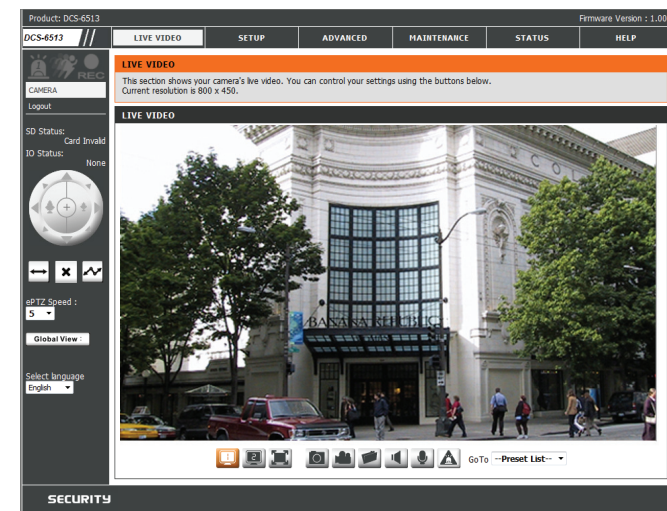 Product: DCS-6513
Firmware Version : 1.00
DCS-6513
LIVE VIDEO
SETUP
ADVANCED
MAINTENANCE
STATUS
HELP
REC
CAMERA
Logout
SD Status:
Card Invalid
IO Status:
None
ePTZ Speed :
5
Global View :
Select language
English
LIVE VIDEO
This section shows your camera's live video. You can control your settings using the buttons below.
Current resolution is 800 x 450.
LIVE VIDEO
BANANA REPUBLIC
1
2
GoTo
--Preset List--
SECURITY